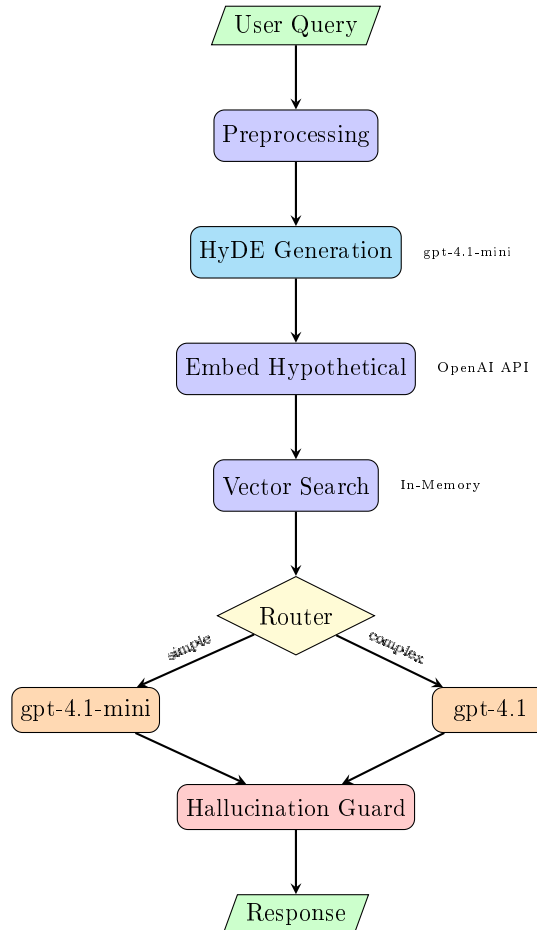 User Query
Preprocessing
HyDE Generation
gpt-4.1-mini
Embed Hypothetical
OpenAI API
Vector Search
In-Memory
Router
simple
complex
gpt-4.1-mini
gpt-4.1
Hallucination Guard
Response